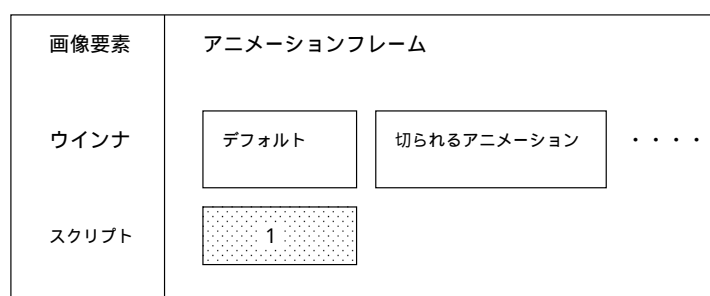 画像要素 アニメーションフレーム
ウインナ デフォルト 切られるアニメーション ・・・・
スクリプト 1